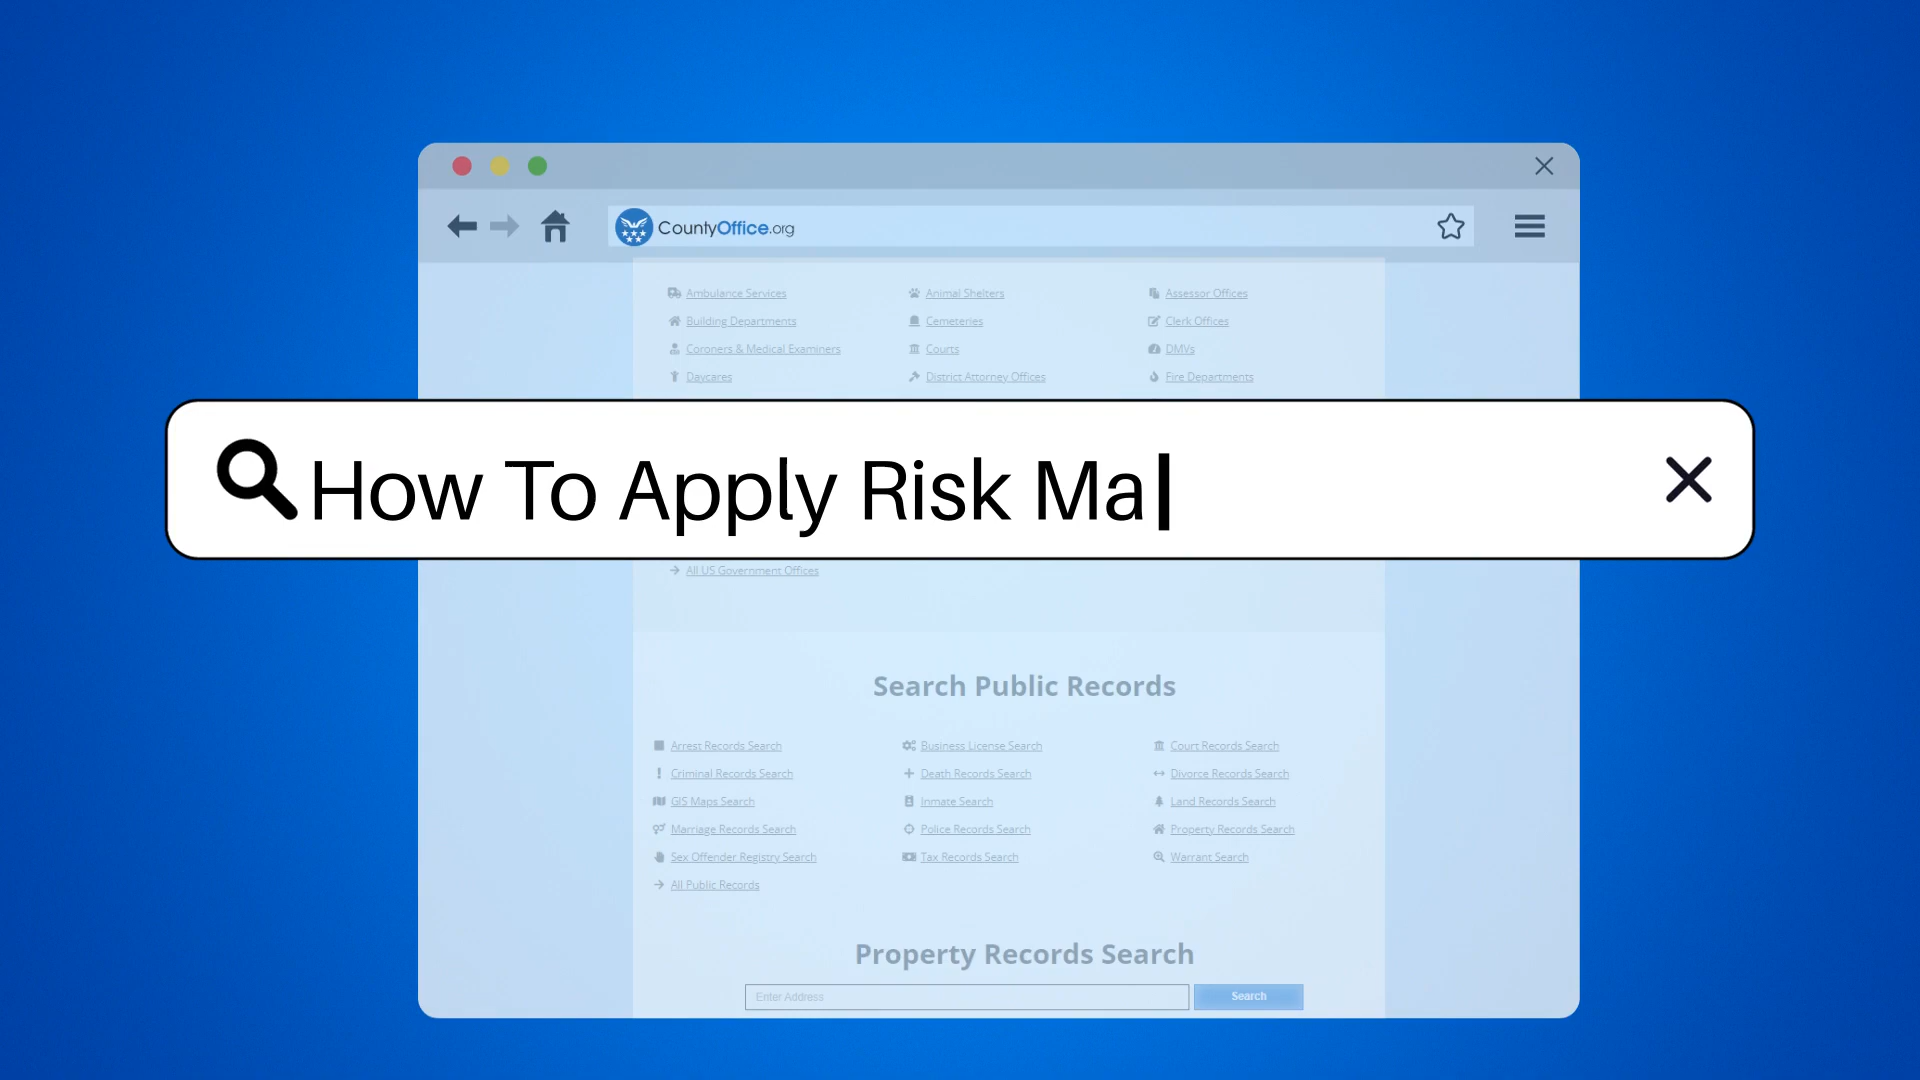 CountyOffice.org
Ambulance Services Animal Shelters Assessor Offices
Building Departments Cemeteries Clerk Offices
Coroners & Medical Examiners Courts DMVs
Daycares District Attorney Offices Fire Departments
How To Apply Risk Ma
All US Government Offices
Search Public Records
Arrest Records Search Business License Search Court Records Search
Criminal Records Search Death Records Search Divorce Records Search
GIS Maps Search Inmate Search Land Records Search
Marriage Records Search Police Records Search Property Records Search
Sex Offender Registry Search Tax Records Search Warrant Search
All Public Records
Property Records Search
Enter Address Search